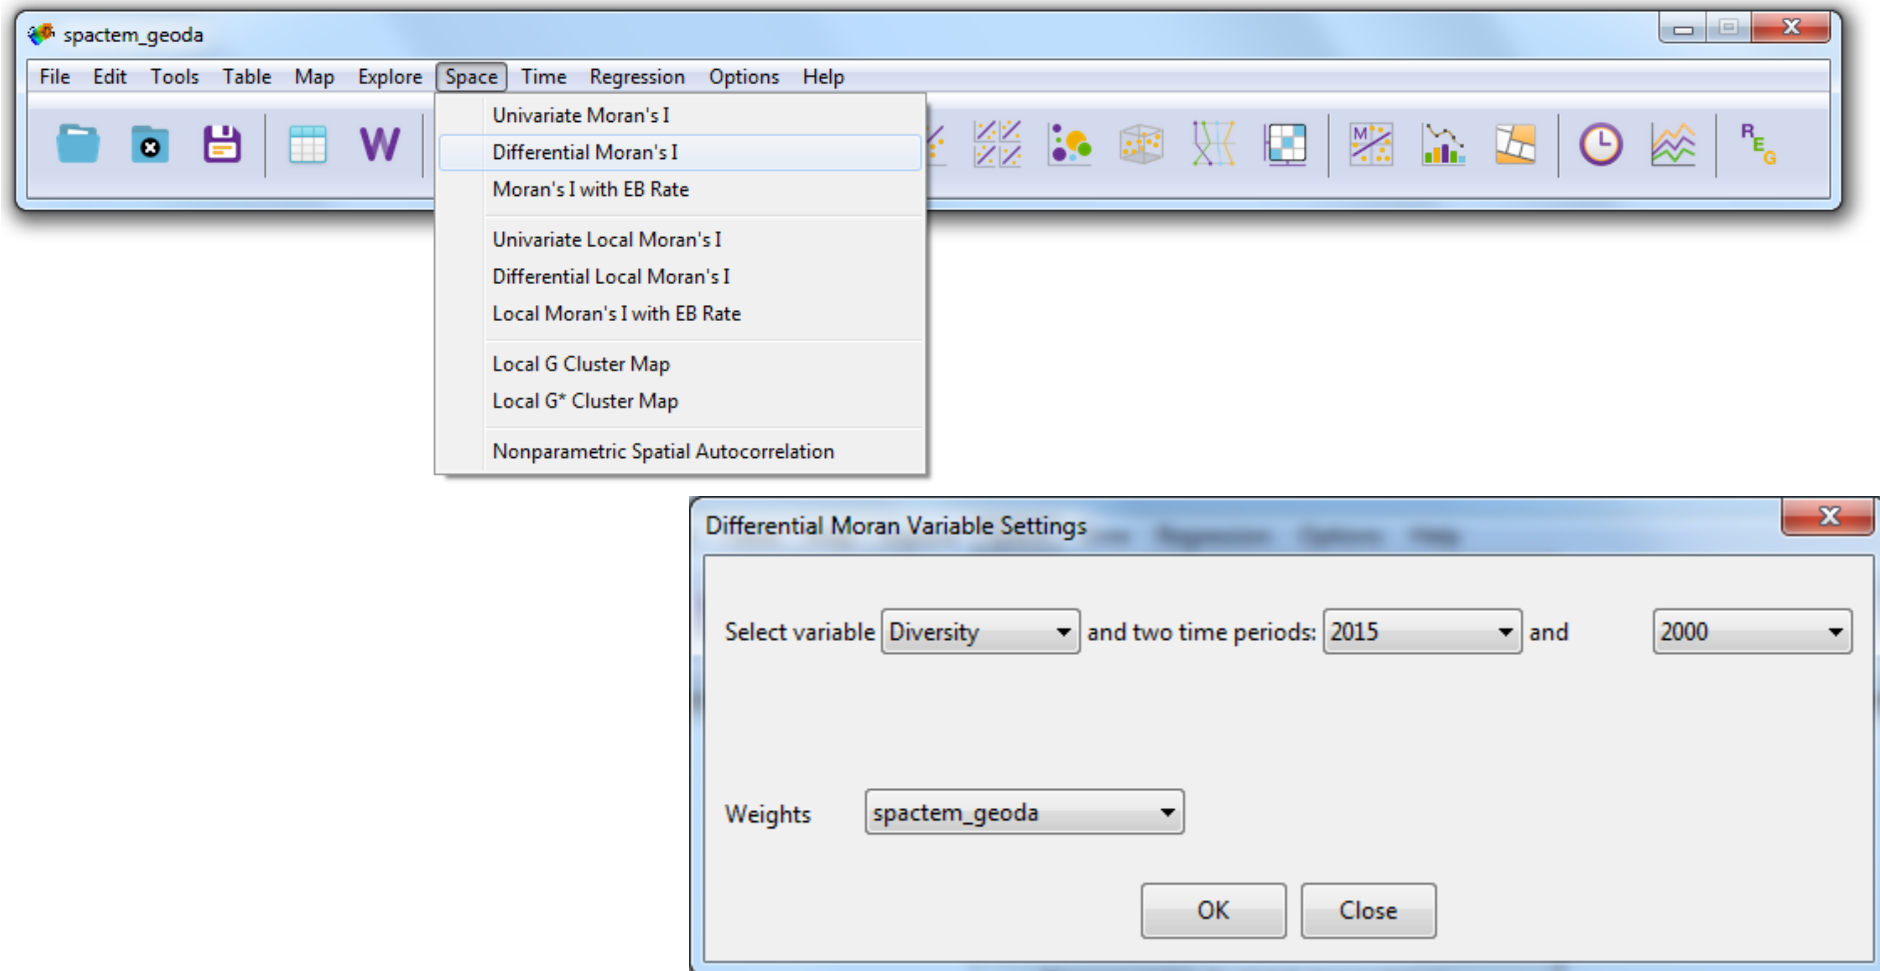 spactem_geoda
File Edit Tools Table Map Explore Space Time Regression Options Help
W
M
REG
Univariate Moran's I
Differential Moran's I
Moran's I with EB Rate
Univariate Local Moran's I
Differential Local Moran's I
Local Moran's I with EB Rate
Local G Cluster Map
Local G* Cluster Map
Nonparametric Spatial Autocorrelation
Differential Moran Variable Settings
Select variable Diversity and two time periods: 2015 and 2000
Weights spactem_geoda
OK Close